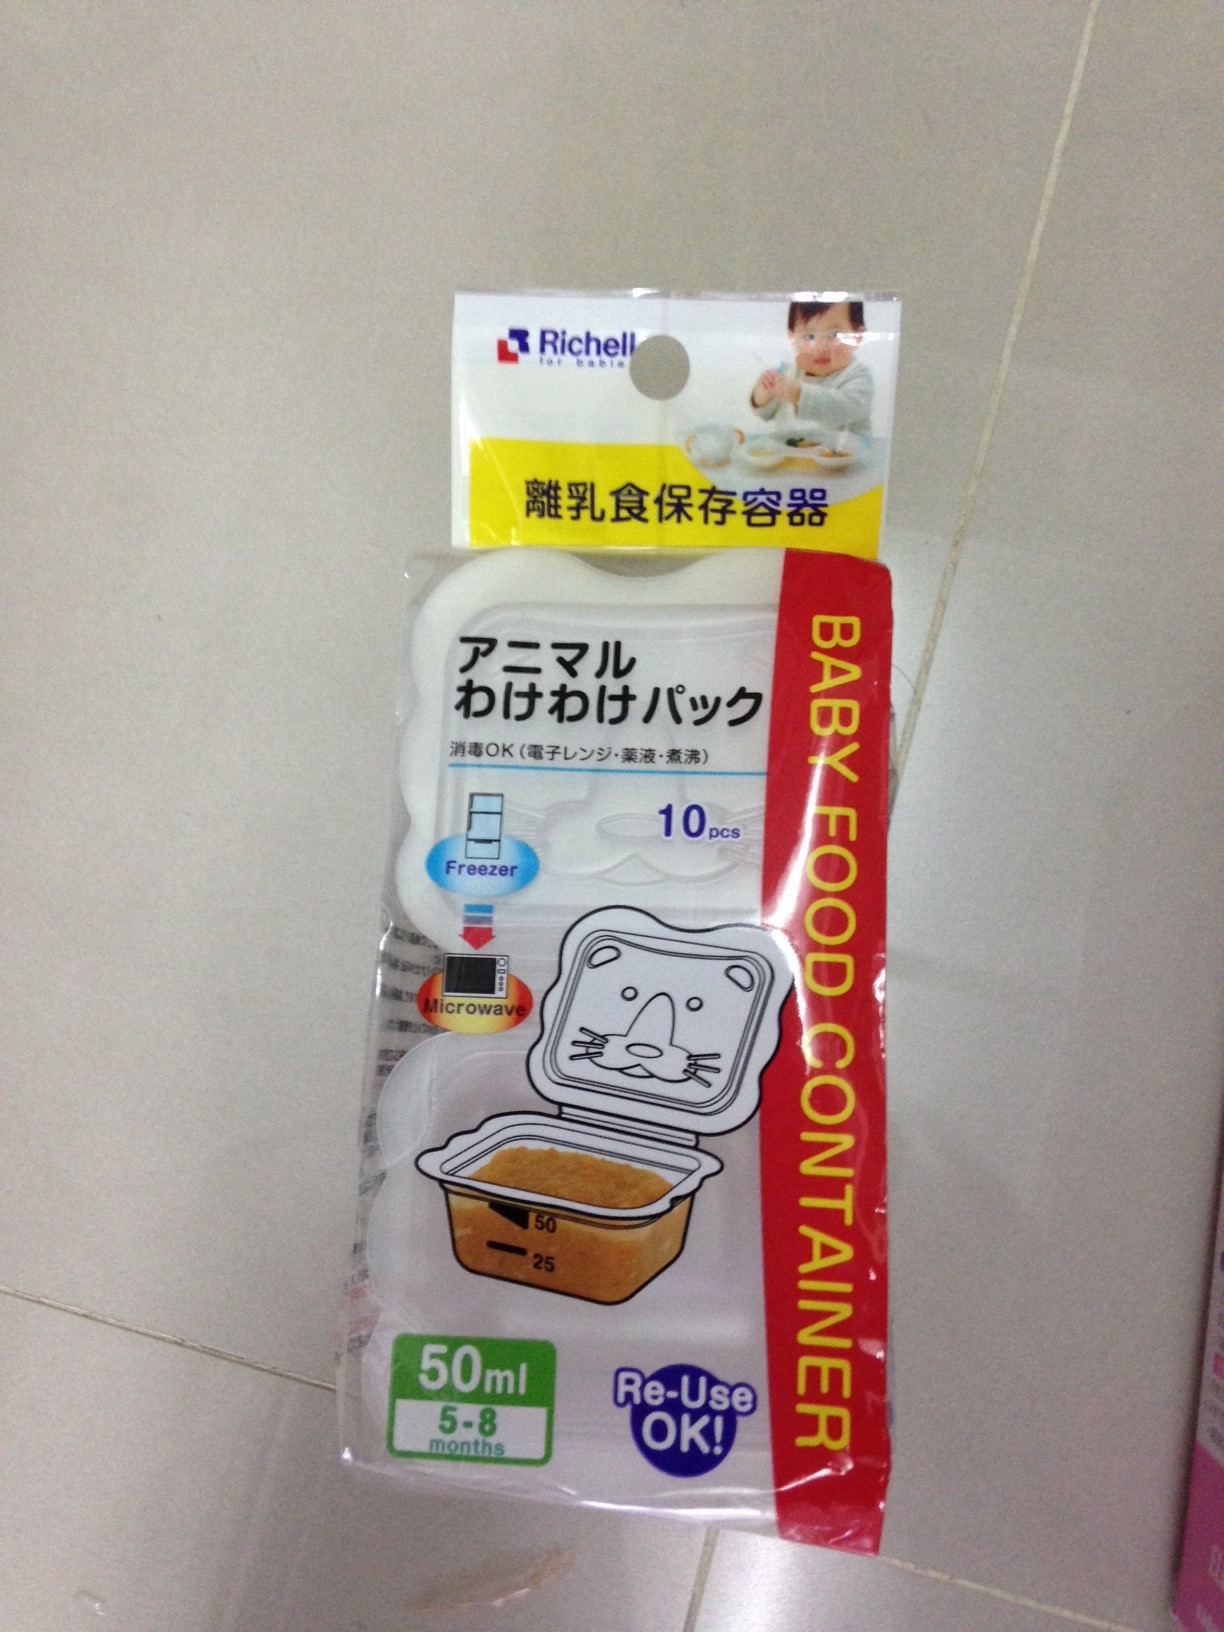 Richell
for babie
離乳食保存容器
アニマル
わけわけパック
消毒OK(電子レンジ・薬液・煮沸)
10pcs
Freezer
Microwave
50
25
50ml
5-8
months
Re-Use
OK!
BABY FOOD CONTAINER